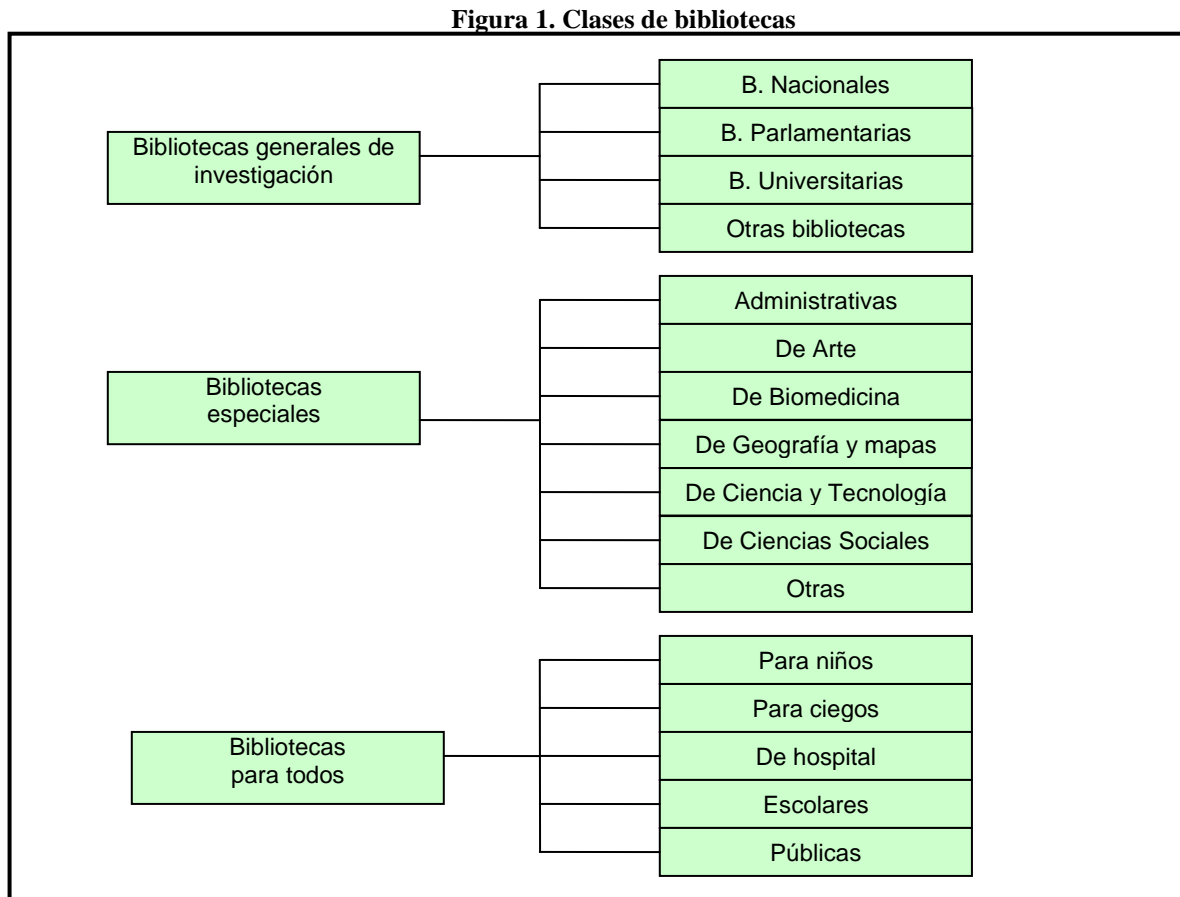 Figura 1. Clases de bibliotecas
Bibliotecas generales de
investigación
B. Nacionales
B. Parlamentarias
B. Universitarias
Otras bibliotecas
Bibliotecas
especiales
Administrativas
De Arte
De Biomedicina
De Geografía y mapas
De Ciencia y Tecnología
De Ciencias Sociales
Otras
Bibliotecas
para todos
Para niños
Para ciegos
De hospital
Escolares
Públicas